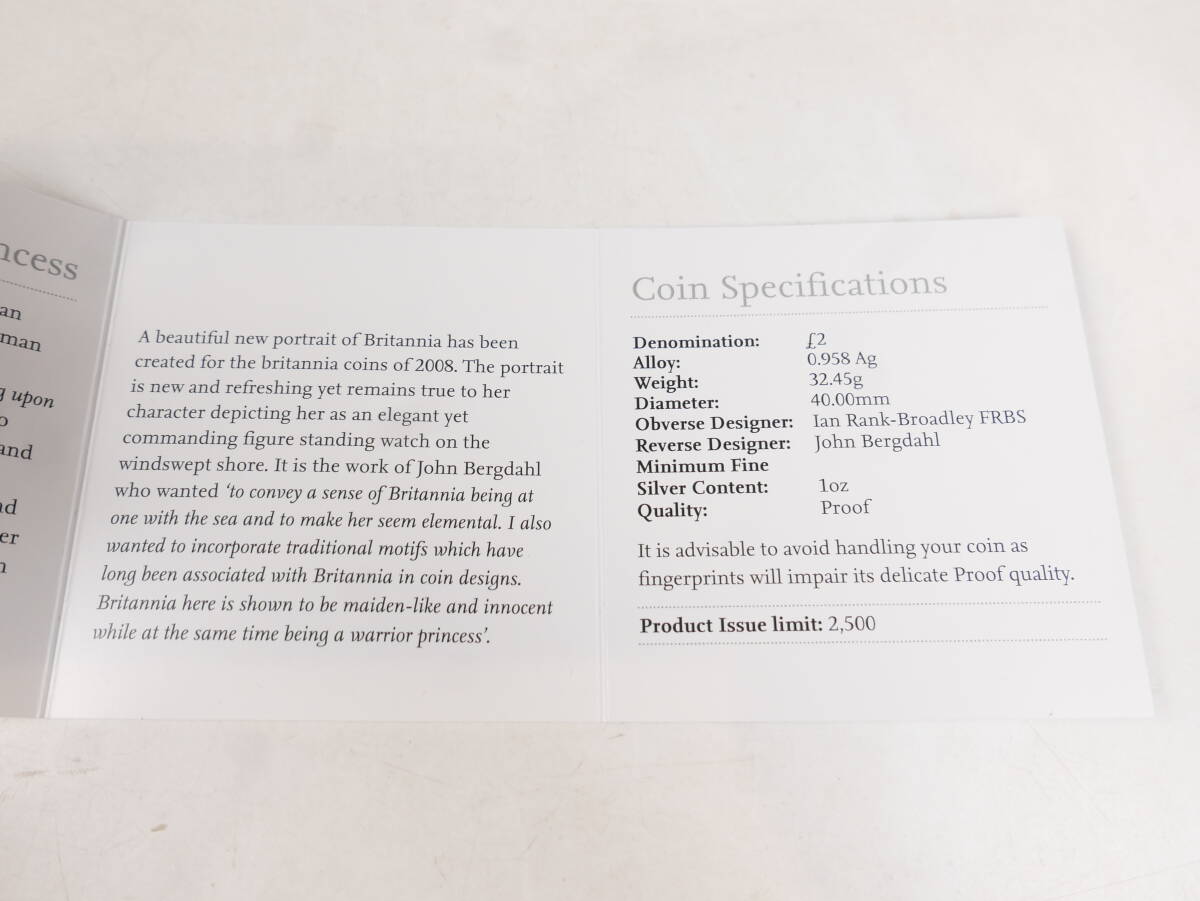 ncess
an
man
upon
o
and
er
A beautiful new portrait of Britannia has been
created for the britannia coins of 2008. The portrait
is new and refreshing yet remains true to her
character depicting her as an elegant yet
commanding figure standing watch on the
windswept shore. It is the work of John Bergdahl
who wanted ‘to convey a sense of Britannia being at
one with the sea and to make her seem elemental. I also
wanted to incorporate traditional motifs which have
long been associated with Britannia in coin designs.
Britannia here is shown to be maiden-like and innocent
while at the same time being a warrior princess’.
Coin Specifications
Denomination: £2
Alloy: 0.958 Ag
Weight: 32.45g
Diameter: 40.00mm
Obverse Designer: Ian Rank-Broadley FRBS
Reverse Designer: John Bergdahl
Minimum Fine
Silver Content: 1oz
Quality: Proof
It is advisable to avoid handling your coin as
fingerprints will impair its delicate Proof quality.
Product Issue limit: 2,500